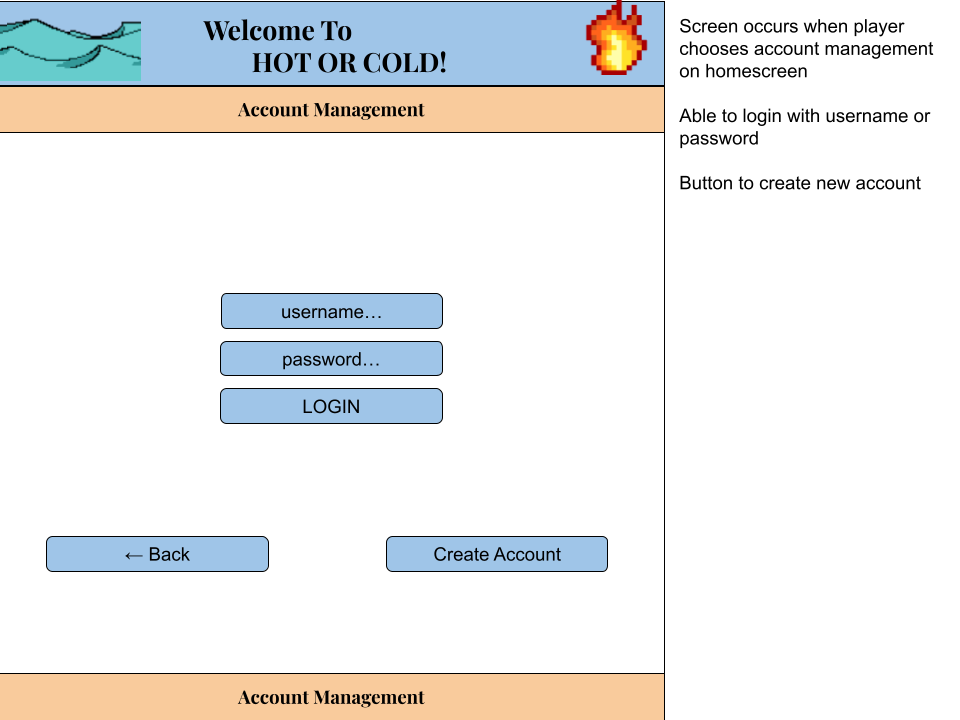 Welcome To
HOT OR COLD!
Account Management
username…
password…
LOGIN
← Back
Create Account
Account Management
Screen occurs when player
chooses account management
on homescreen
Able to login with username or
password
Button to create new account